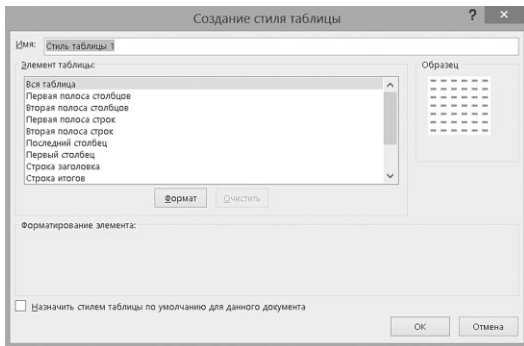 Создание стиля таблицы
? ×
Имя: Стиль таблицы 1
Элемент таблицы:
Образец
Вся таблица
Первая полоса столбцов
Вторая полоса столбцов
Первая полоса строк
Вторая полоса строк
Последний столбец
Первый столбец
Строка заголовка
Строка итогов
Формат
Очистить
Форматирование элемента:
Назначить стилем таблицы по умолчанию для данного документа
ОК
Отмена